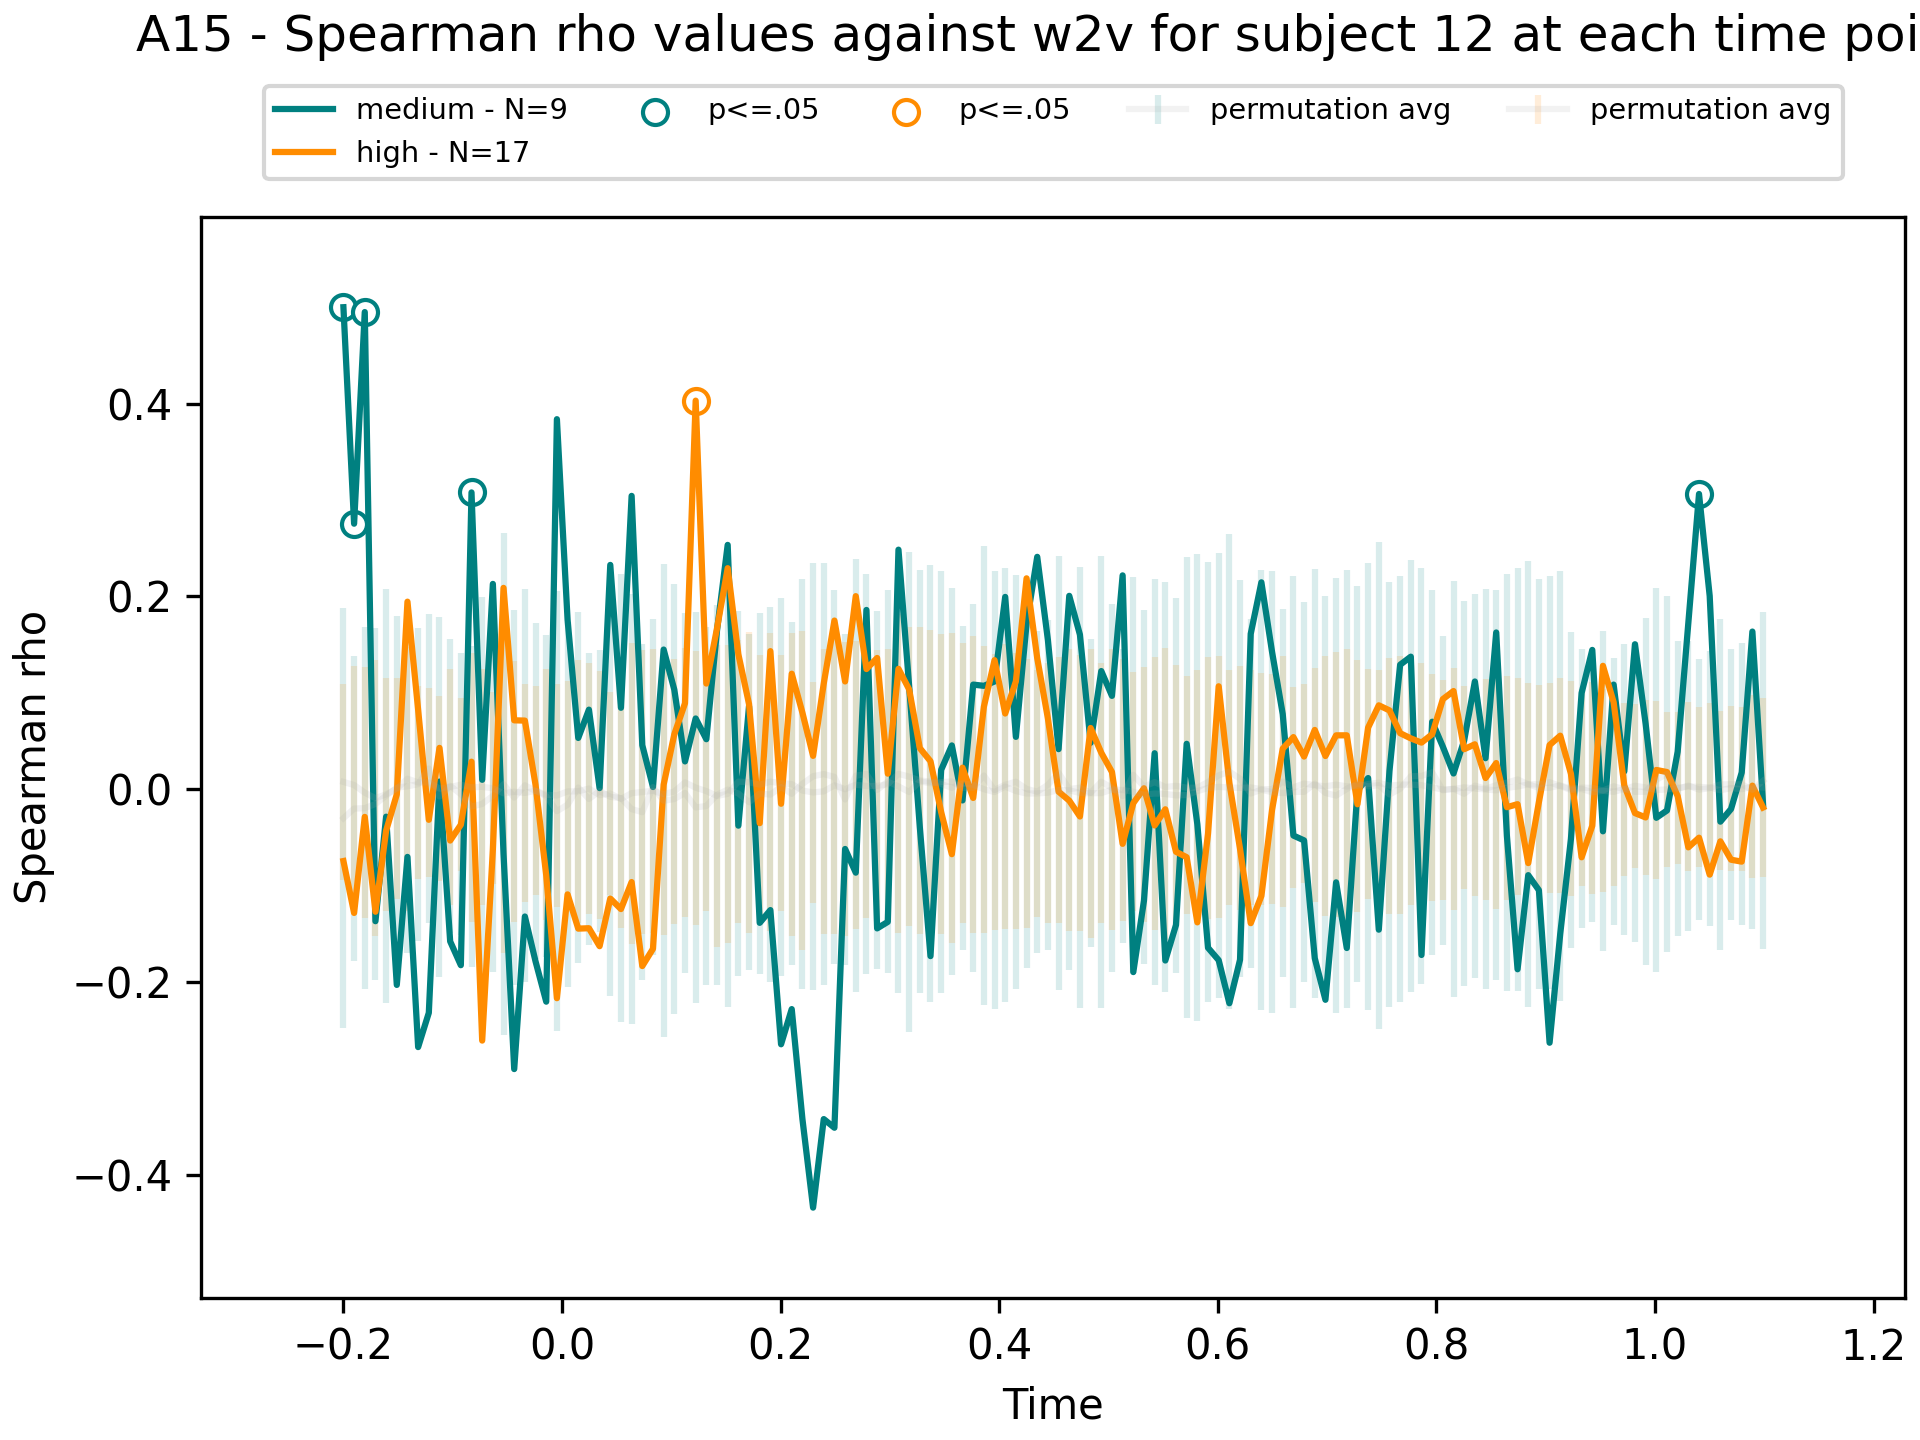 A15 - Spearman rho values against w2v for subject 12 at each time poi
medium - N=9
high - N=17
p<=.05
p<=.05
permutation avg
permutation avg
Spearman rho
0.4
0.2
0.0
−0.2
−0.4
−0.2 0.0 0.2 0.4 0.6 0.8 1.0 1.2
Time